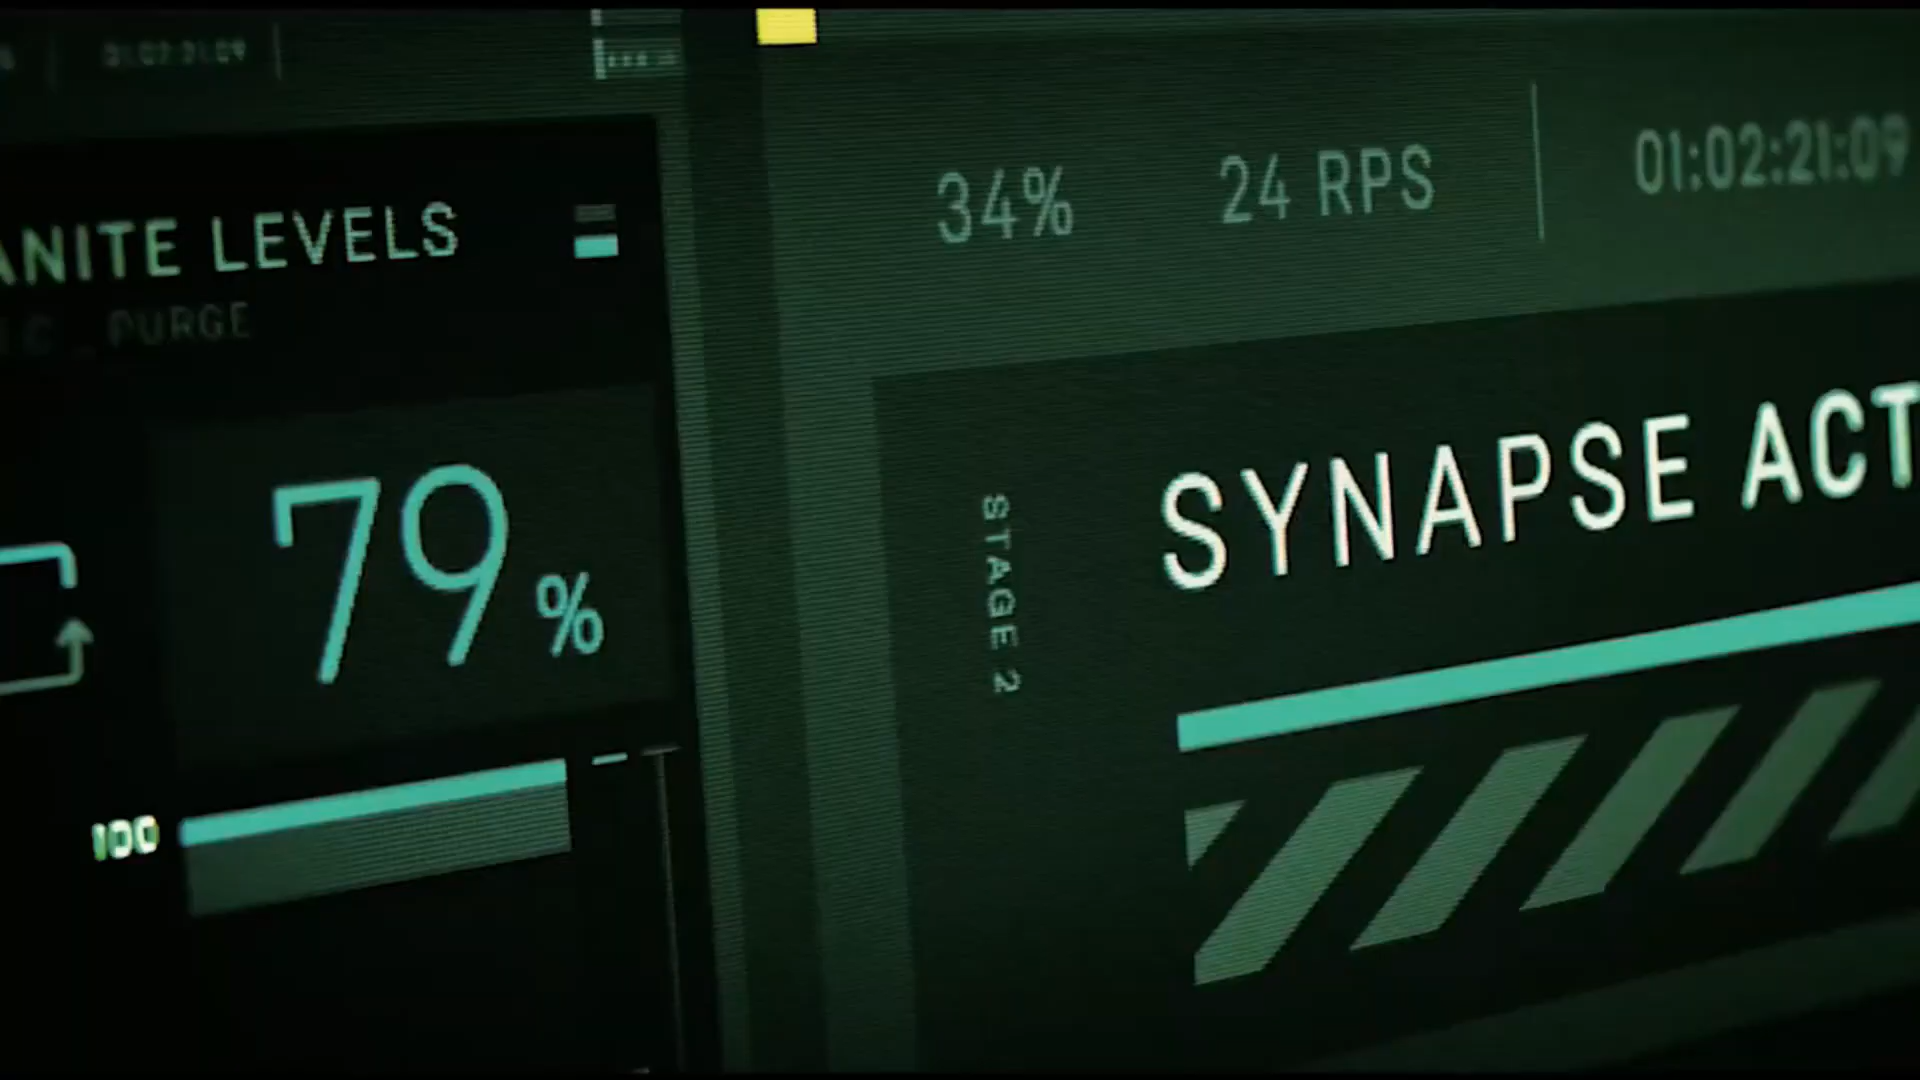 01:02:21:09
ANITE LEVELS
C _ PURGE
79%
100
34% 24 RPS 01:02:21:09
STAGE 2
SYNAPSE ACT